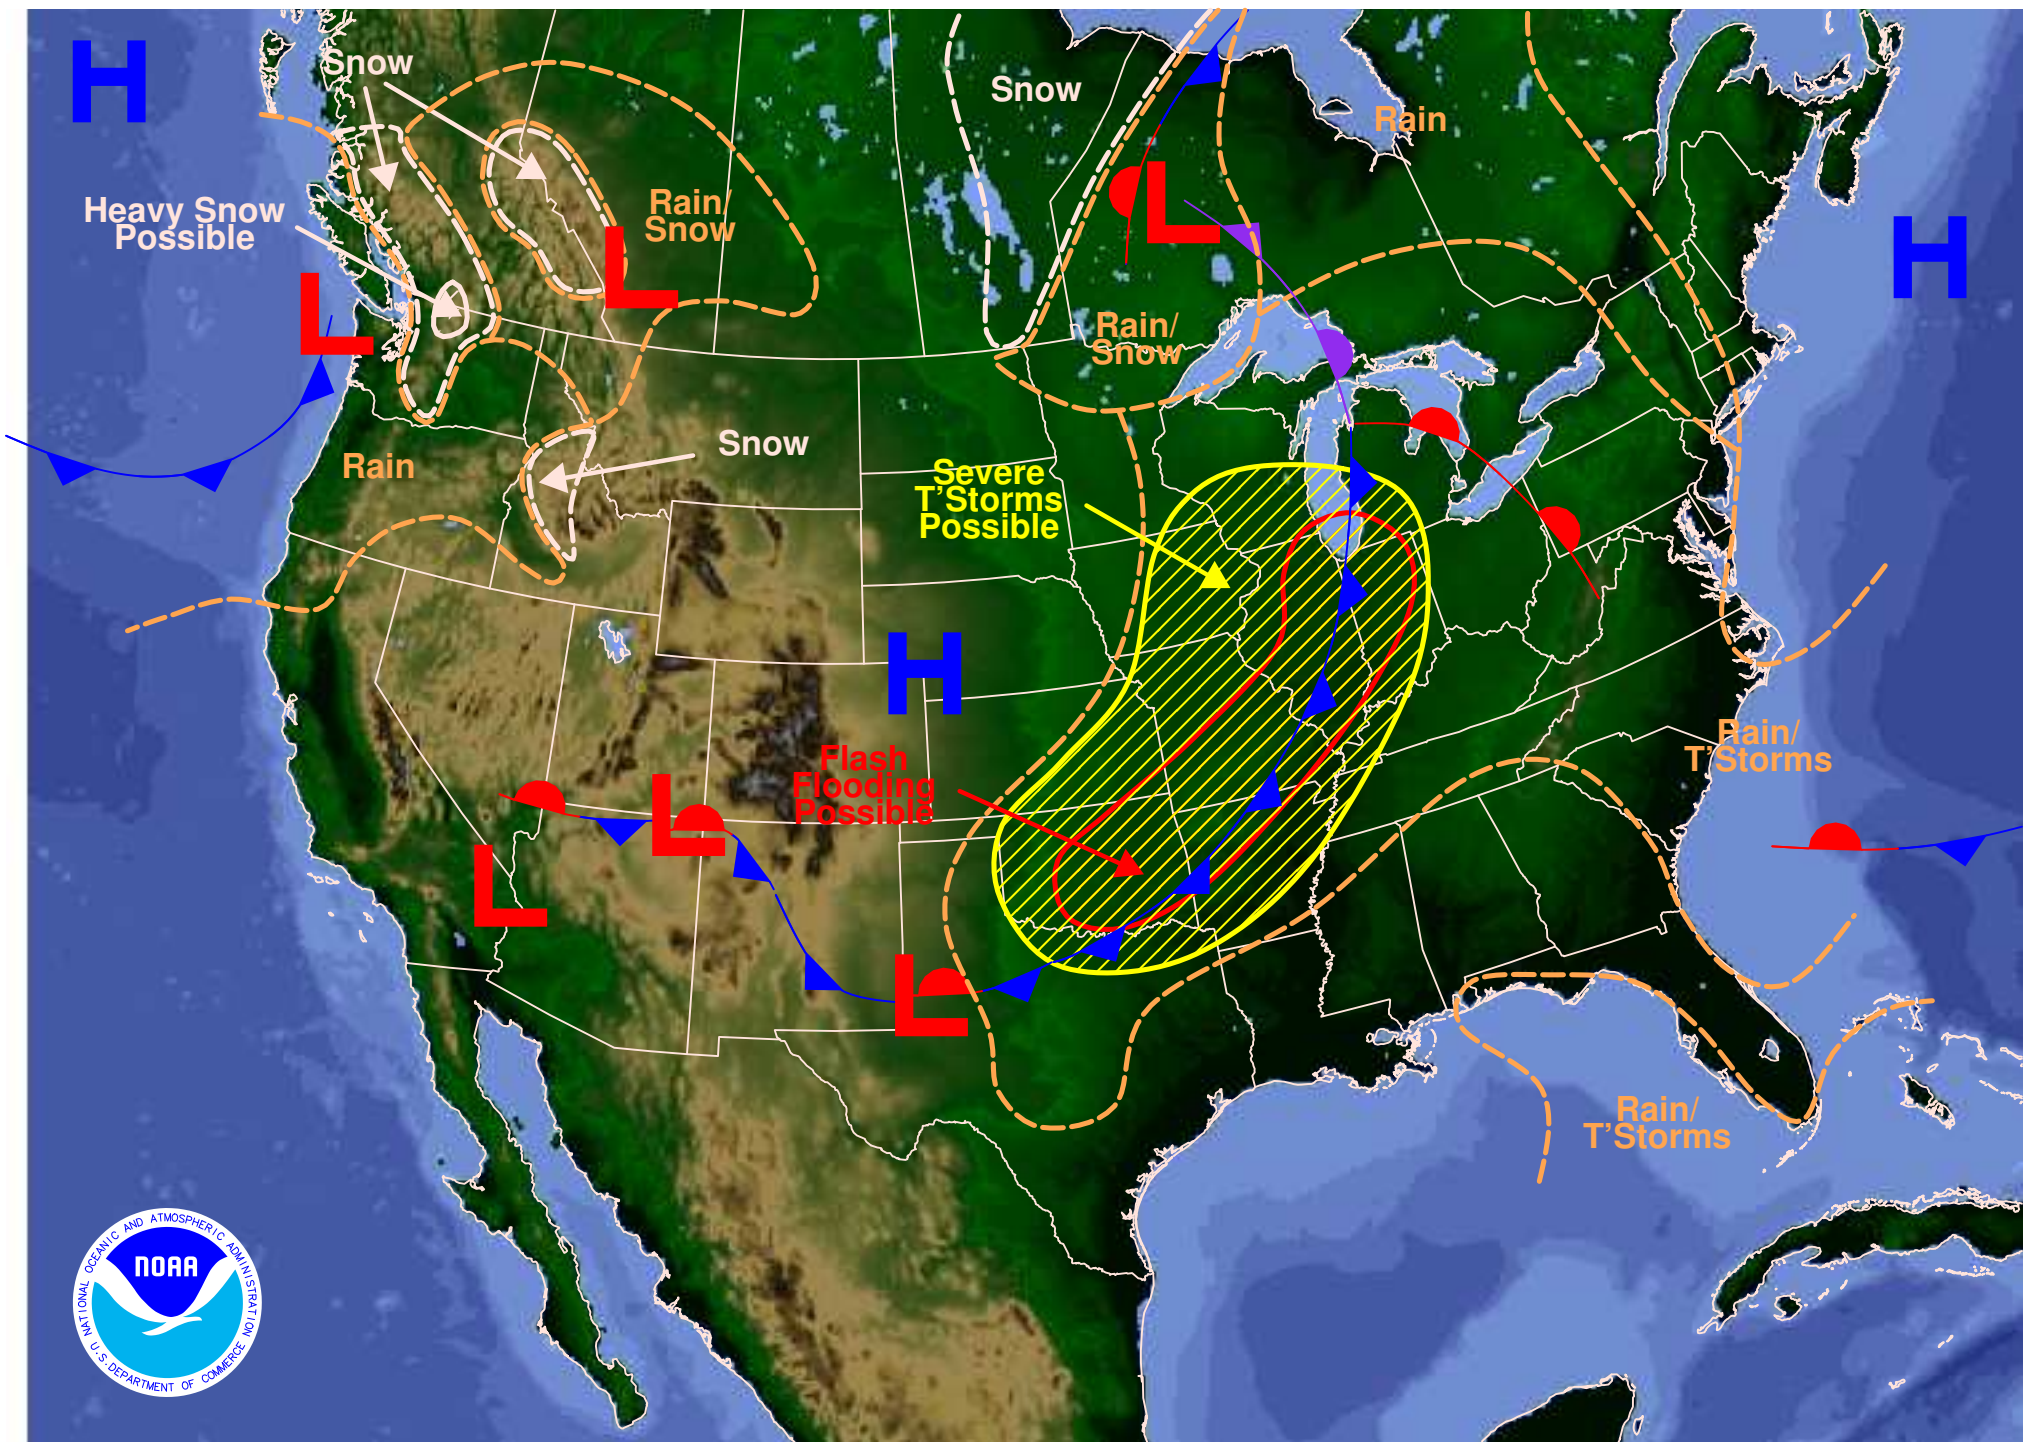 H
Snow
Snow
Rain
Heavy Snow
Possible
Rain/
Snow
L
H
L
L
Rain/
Snow
Snow
Rain
Severe
T'Storms
Possible
H
Flash
Flooding
Possible
Rain/
T'Storms
L
L
L
Rain/
T'Storms
NATIONAL OCEANIC AND ATMOSPHERIC ADMINISTRATION
NOAA
U.S. DEPARTMENT OF COMMERCE